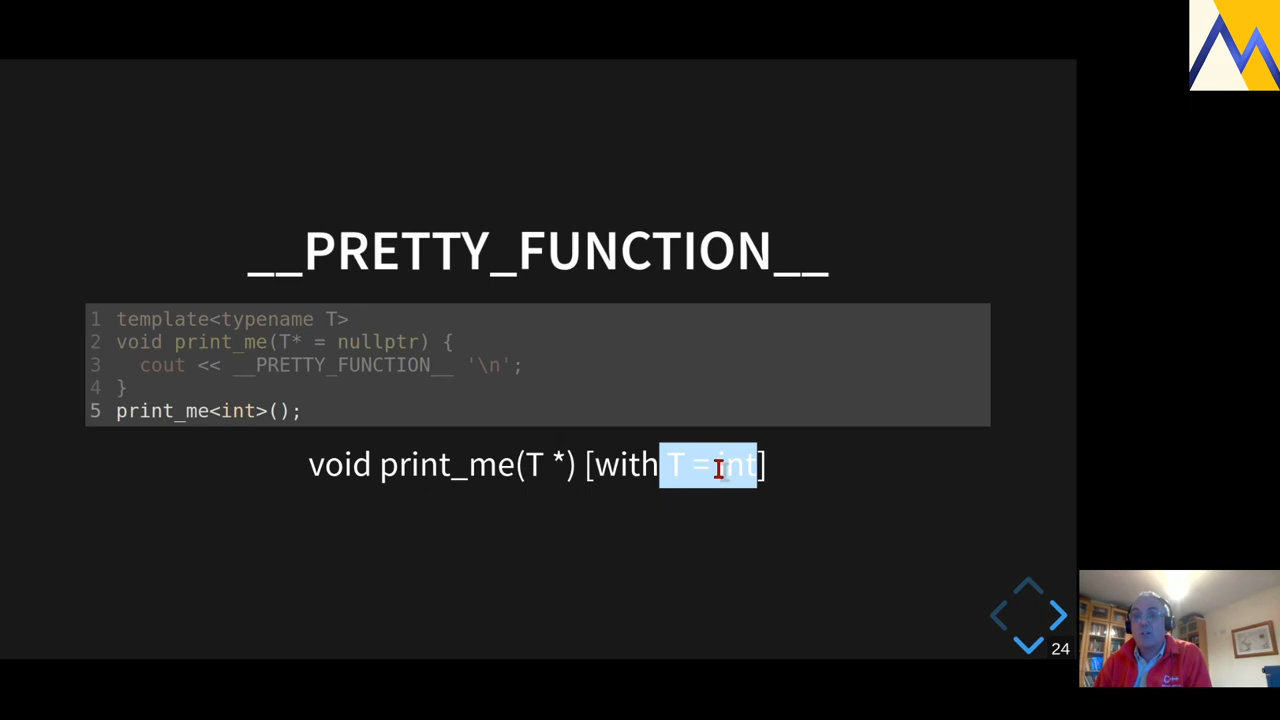 __PRETTY_FUNCTION__
1 template<typename T>
2 void print_me(T* = nullptr) {
3   cout << __PRETTY_FUNCTION__ '\n';
4 }
5 print_me<int>();
void print_me(T *) [with T = int]
24
C++